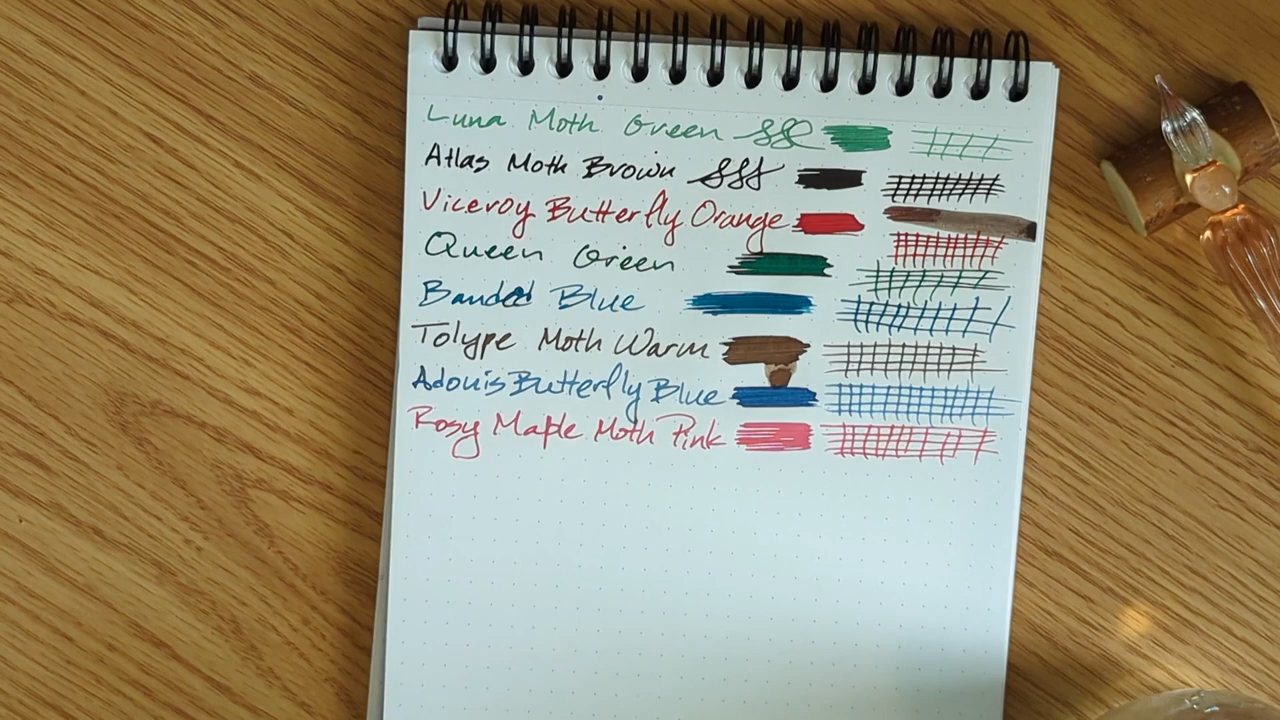 Luna Moth Green
Atlas Moth Brown
Viceroy Butterfly Orange
Queen Green
Banded Blue
Tolype Moth Warm
Adonis Butterfly Blue
Rosy Maple Moth Pink